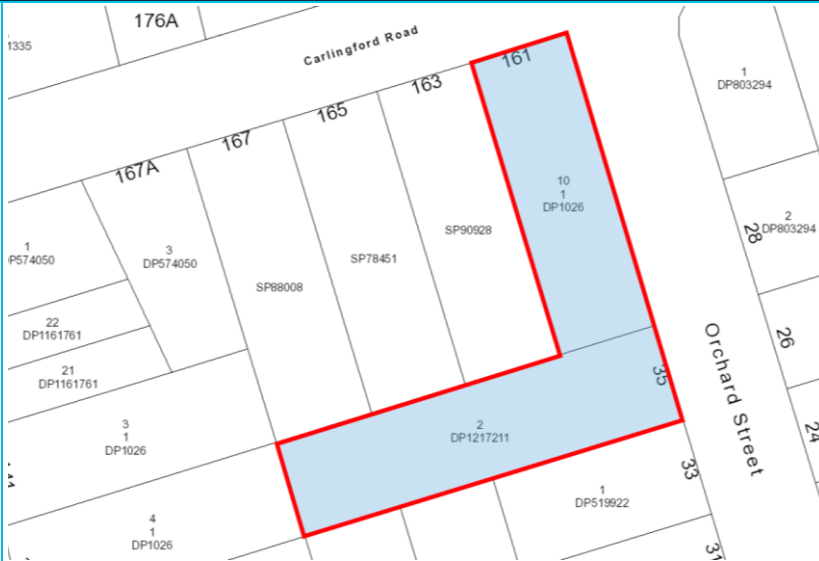 176A
1335
Carlingford Road
161
163
165
167
167A
1
DP803294
10
1
DP1026
2
DP803294
28
SP90928
1
P574050
3
DP574050
SP78451
SP88008
22
DP1161761
26
21
DP1161761
Orchard Street
35
3
1
DP1026
2
DP1217211
24
33
1
DP519922
4
1
DP1026
31